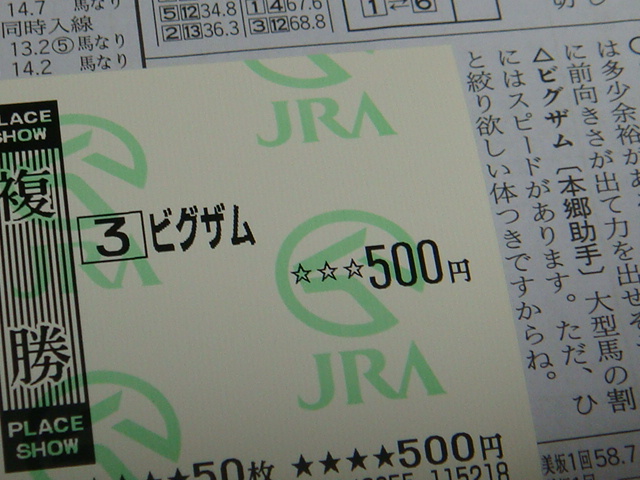 14.7 馬なり
同時入線
13.2⑤馬なり
14.2 馬なり
5 12 34.8
2 13 36.3
1 4 67.6
3 12 68.8
1⇄6
PLACE
SHOW
複
勝
PLACE
SHOW
JRA
3 ビグザム
☆☆☆500円
JRA
JRA
★★★★50枚 ★★★★500円
115218
は多少余裕が
に前向きさが出て力を出せる
△ビグザム〔本郷助手〕大型馬の割
にはスピードがあります。ただ、ひ
と絞り欲しい体つきですからね。
美坂1回58.7